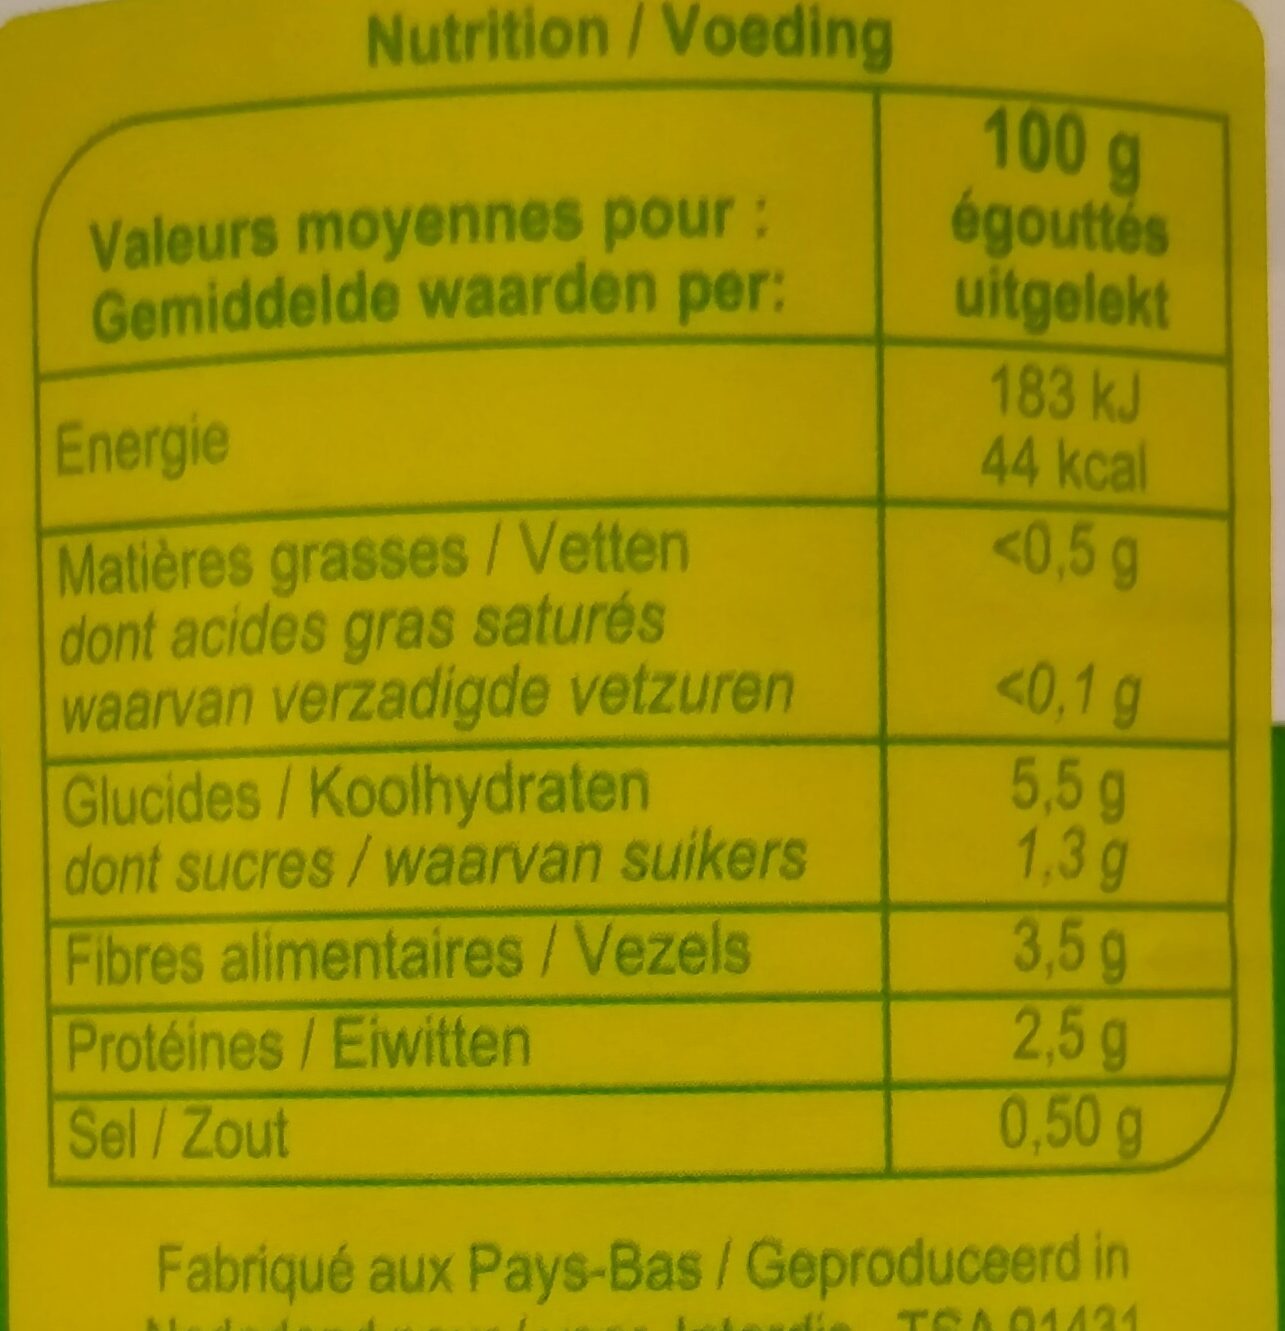 Nutrition / Voeding
Valeurs moyennes pour :
Gemiddelde waarden per:
100 g
égouttés
uitgelekt
Energie
183 kJ
44 kcal
Matières grasses / Vetten <0,5 g
dont acides gras saturés
waarvan verzadigde vetzuren <0,1 g
Glucides / Koolhydraten 5,5 g
dont sucres / waarvan suikers 1,3 g
Fibres alimentaires / Vezels 3,5 g
Protéines / Eiwitten 2,5 g
Sel / Zout 0,50 g
Fabriqué aux Pays-Bas / Geproduceerd in
TSA 91431